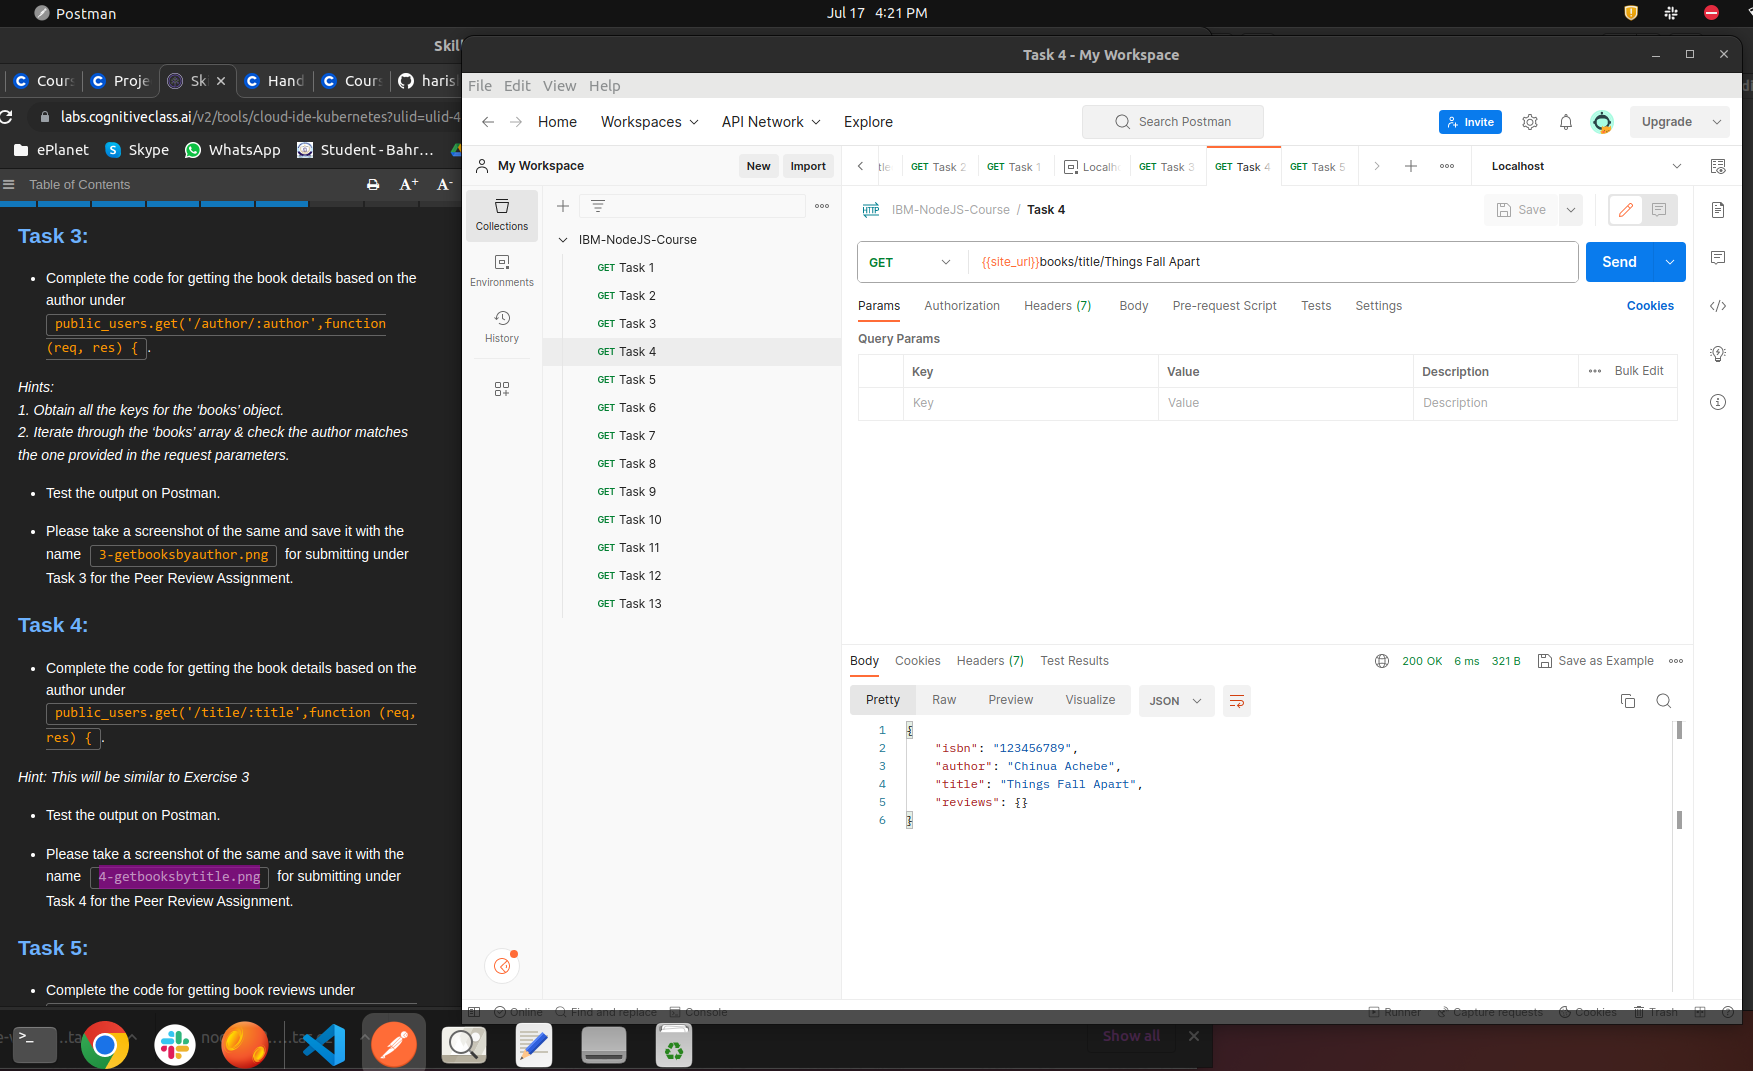 Postman
Jul 17 4:21 PM
Skil
Task 4 - My Workspace
Cour
Proje
Sk
Hand
Cour
haris
File Edit View Help
labs.cognitiveclass.ai/v2/tools/cloud-ide-kubernetes?ulid=ulid-4
ePlanet
Skype
WhatsApp
Student - Bahr...
Home
Workspaces
API Network
Explore
Search Postman
Invite
Upgrade
Table of Contents
A+
A-
My Workspace
New
Import
GET Task 2
GET Task 1
Localh
GET Task 3
GET Task 4
GET Task 5
Localhost
Task 3:
• Complete the code for getting the book details based on the
author under
public_users.get('/author/:author',function
(req, res) { .
Hints:
1. Obtain all the keys for the ‘books’ object.
2. Iterate through the ‘books’ array & check the author matches
the one provided in the request parameters.
• Test the output on Postman.
• Please take a screenshot of the same and save it with the
name 3-getbooksbyauthor.png for submitting under
Task 3 for the Peer Review Assignment.
Task 4:
• Complete the code for getting the book details based on the
author under
public_users.get('/title/:title',function (req,
res) { .
Hint: This will be similar to Exercise 3
• Test the output on Postman.
• Please take a screenshot of the same and save it with the
name 4-getbooksbytitle.png for submitting under
Task 4 for the Peer Review Assignment.
Task 5:
• Complete the code for getting book reviews under
Collections
Environments
History
IBM-NodeJS-Course
GET Task 1
GET Task 2
GET Task 3
GET Task 4
GET Task 5
GET Task 6
GET Task 7
GET Task 8
GET Task 9
GET Task 10
GET Task 11
GET Task 12
GET Task 13
HTTP
IBM-NodeJS-Course / Task 4
Save
GET
{{site_url}}books/title/Things Fall Apart
Send
Params
Authorization
Headers (7)
Body
Pre-request Script
Tests
Settings
Cookies
Query Params
Key
Value
Description
Bulk Edit
Key
Value
Description
Body
Cookies
Headers (7)
Test Results
200 OK
6 ms
321 B
Save as Example
Pretty
Raw
Preview
Visualize
JSON
1 {
2 "isbn": "123456789",
3 "author": "Chinua Achebe",
4 "title": "Things Fall Apart",
5 "reviews": {}
6 }
Online
Find and replace
Console
Runner
Capture requests
Cookies
Trash
Show all